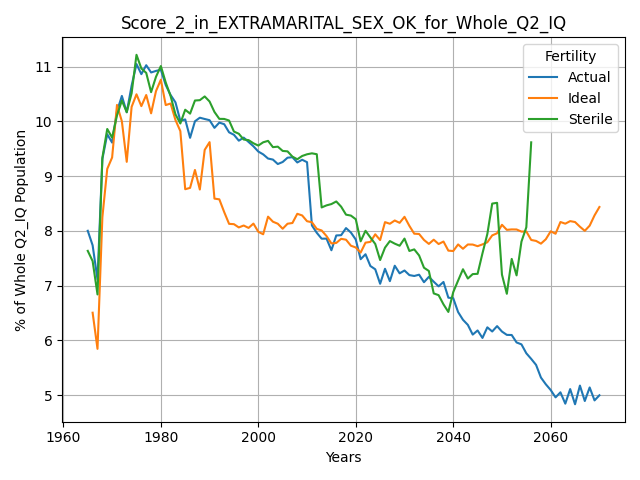 Score_2_in_EXTRAMARITAL_SEX_OK_for_Whole_Q2_IQ
% of Whole Q2_IQ Population
11
10
9
8
7
6
5
Fertility
Actual
Ideal
Sterile
1960 1980 2000 2020 2040 2060
Years